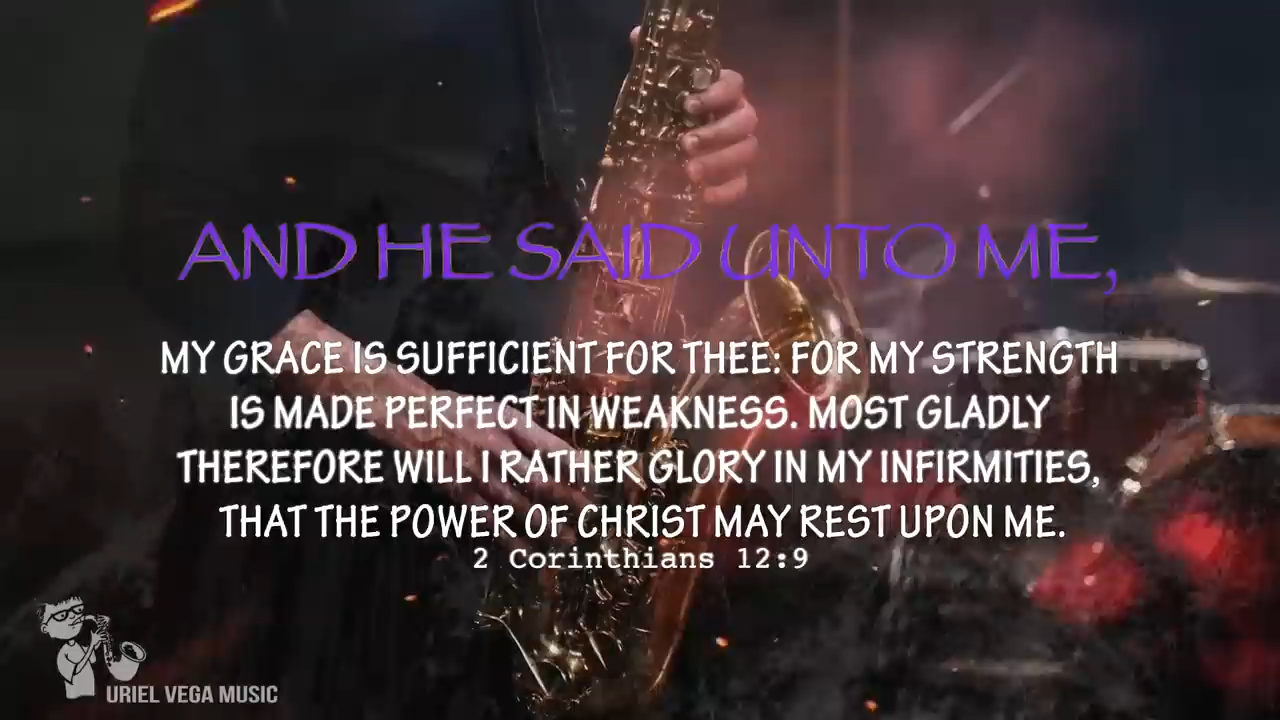 AND HE SAID UNTO ME,
MY GRACE IS SUFFICIENT FOR THEE: FOR MY STRENGTH
IS MADE PERFECT IN WEAKNESS. MOST GLADLY
THEREFORE WILL I RATHER GLORY IN MY INFIRMITIES,
THAT THE POWER OF CHRIST MAY REST UPON ME.
2 Corinthians 12:9
URIEL VEGA MUSIC